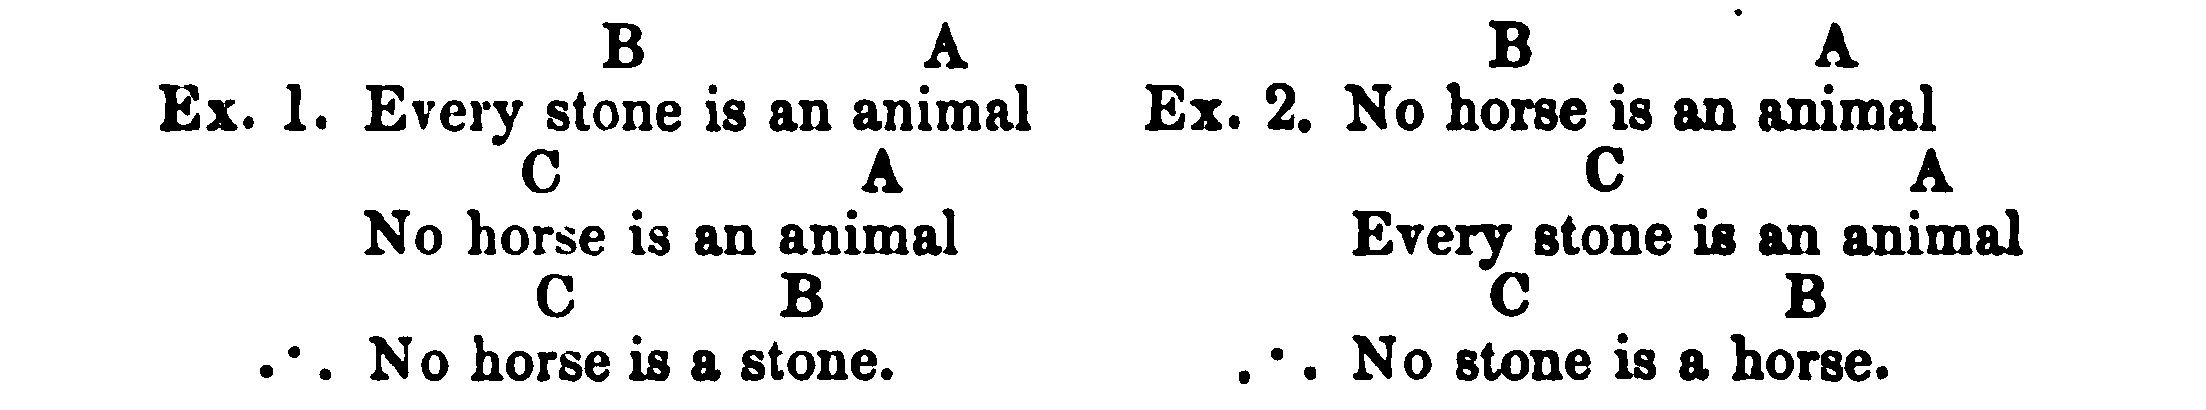 B A B A
Ex. 1. Every stone is an animal Ex. 2. No horse is an animal
C A C A
No horse is an animal Every stone is an animal
C B C B
.·. No horse is a stone. .·. No stone is a horse.